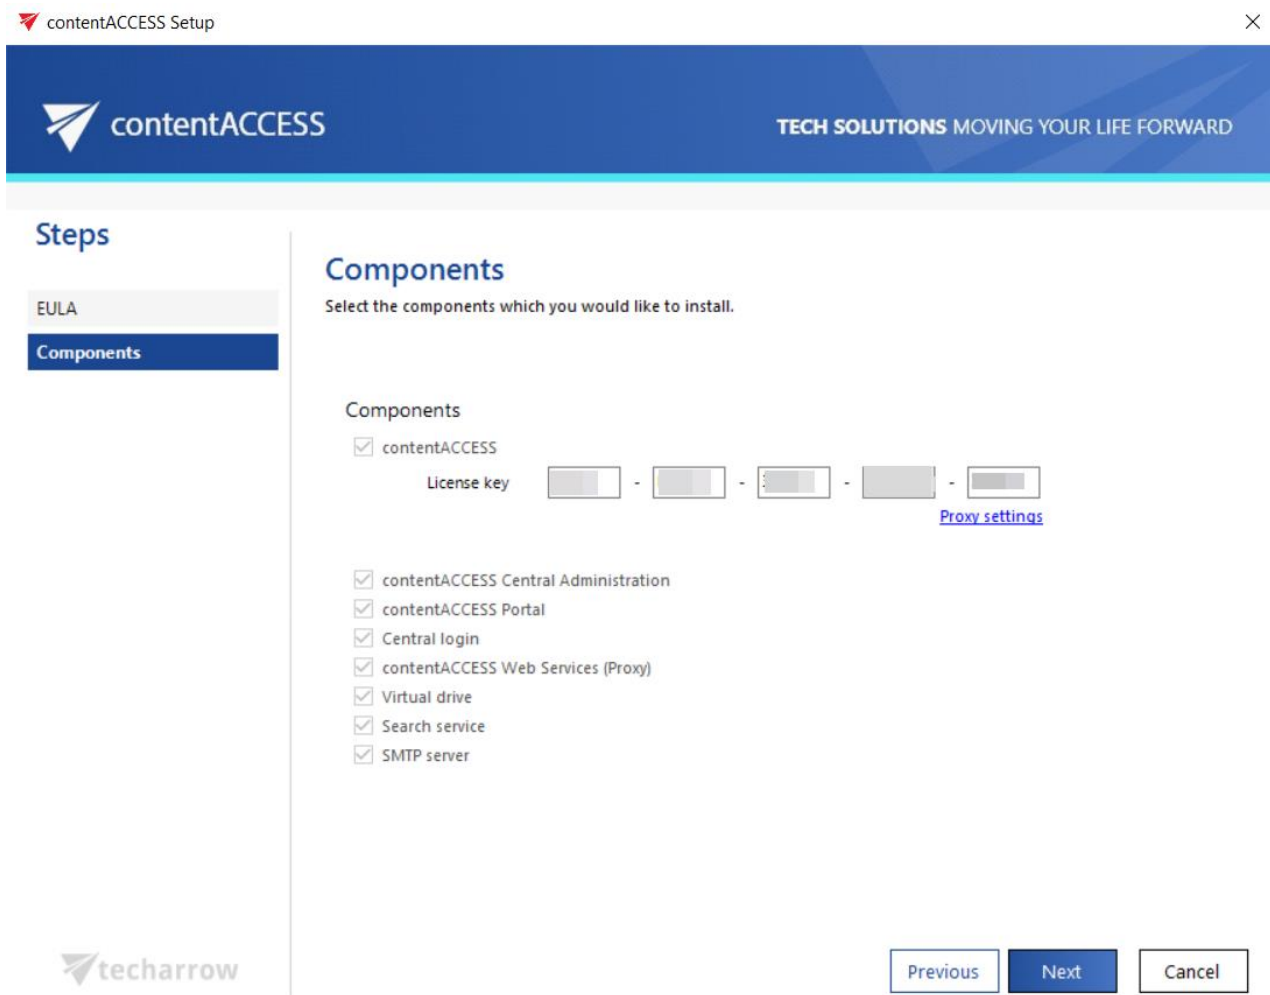 contentACCESS Setup
contentACCESS
TECH SOLUTIONS MOVING YOUR LIFE FORWARD
Steps
EULA
Components
Components
Select the components which you would like to install.
Components
contentACCESS
License key - - - -
Proxy settings
contentACCESS Central Administration
contentACCESS Portal
Central login
contentACCESS Web Services (Proxy)
Virtual drive
Search service
SMTP server
techarrow
Previous Next Cancel